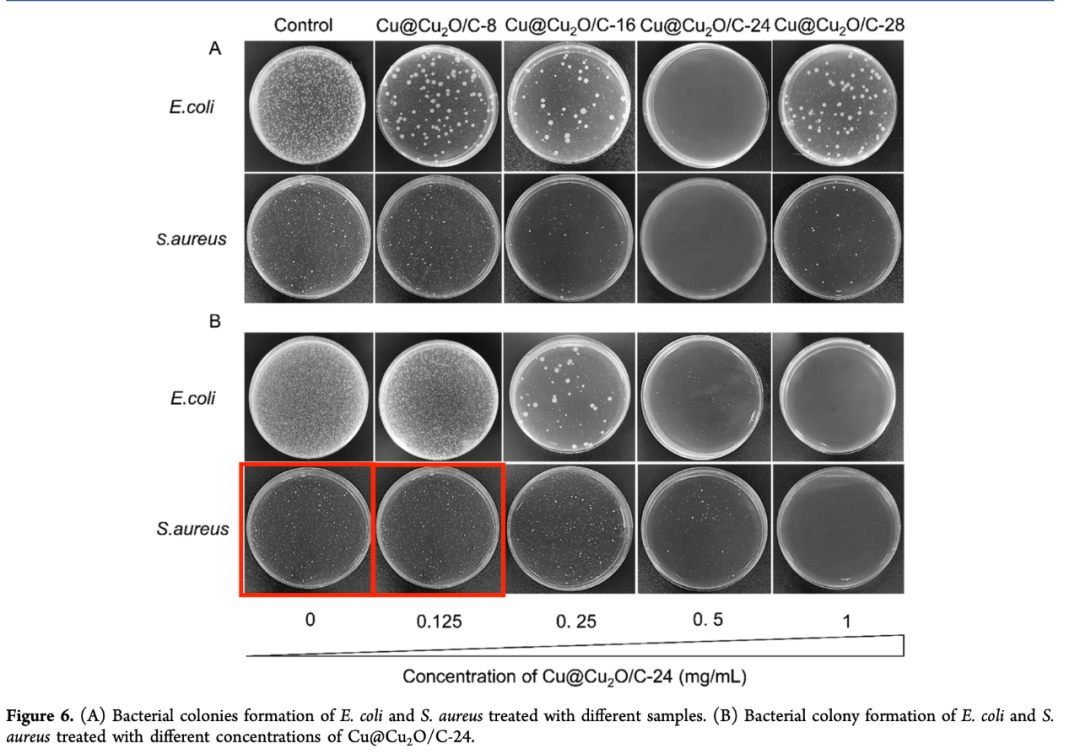 Control Cu@Cu₂O/C-8 Cu@Cu₂O/C-16 Cu@Cu₂O/C-24 Cu@Cu₂O/C-28
A
E.coli
S.aureus
B
E.coli
S.aureus
0 0.125 0. 25 0. 5 1
Concentration of Cu@Cu₂O/C-24 (mg/mL)
Figure 6. (A) Bacterial colonies formation of E. coli and S. aureus treated with different samples. (B) Bacterial colony formation of E. coli and S.
aureus treated with different concentrations of Cu@Cu₂O/C-24.